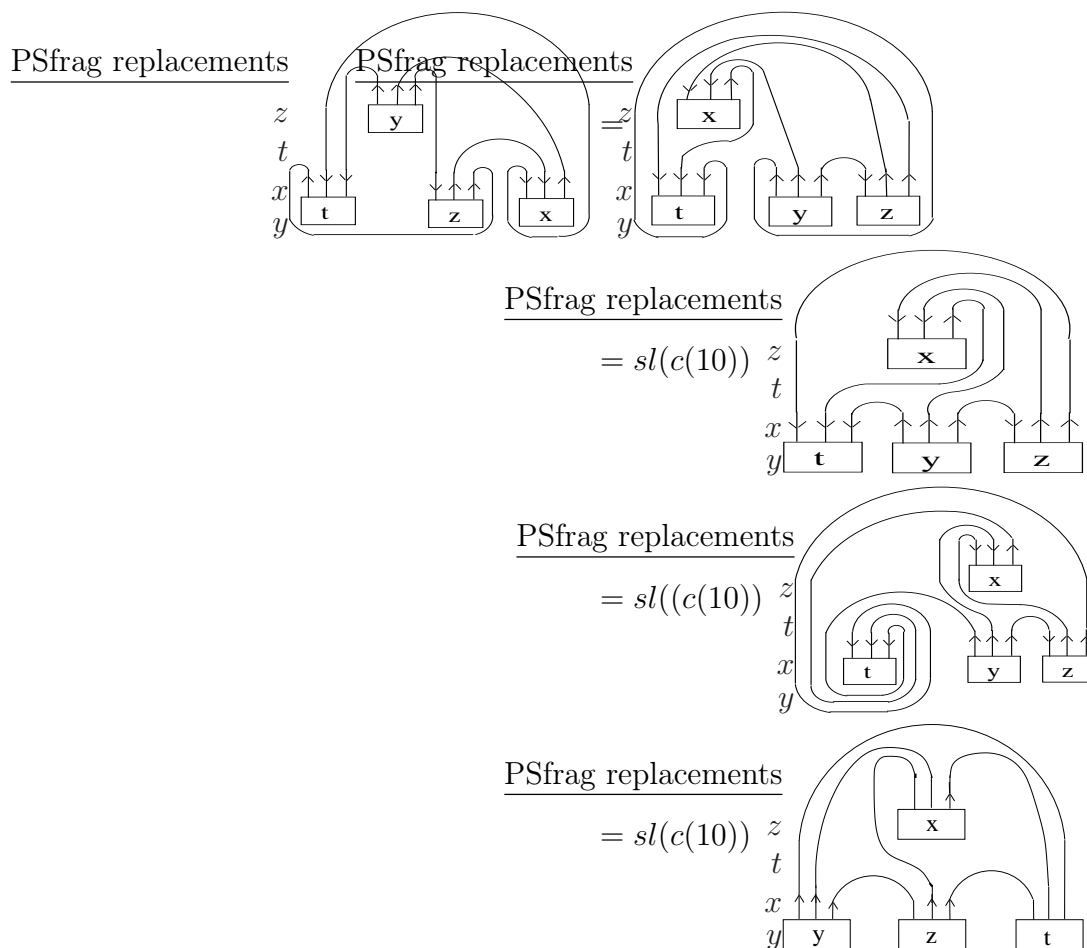 PSfrag replacements PSfrag replacements
y x
z = z
t t
x x
y t z x y t y z
PSfrag replacements
x
= sl(c(10)) z
t
x
y t y z
PSfrag replacements
x
= sl((c(10)) z
t
x t y z
y
PSfrag replacements
x
= sl(c(10)) z
t
x
y y z t